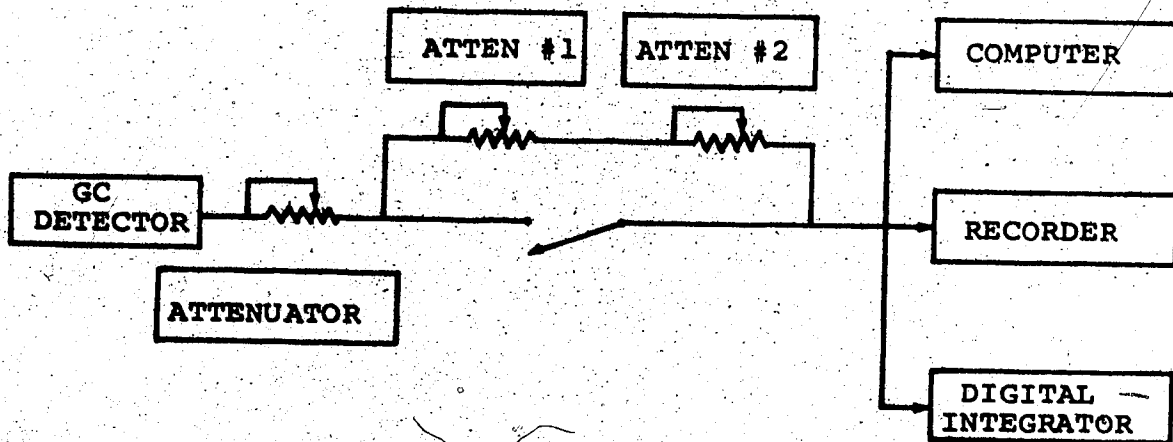 ATTEN #1
ATTEN #2
COMPUTER
GC
DETECTOR
RECORDER
ATTENUATOR
DIGITAL
INTEGRATOR